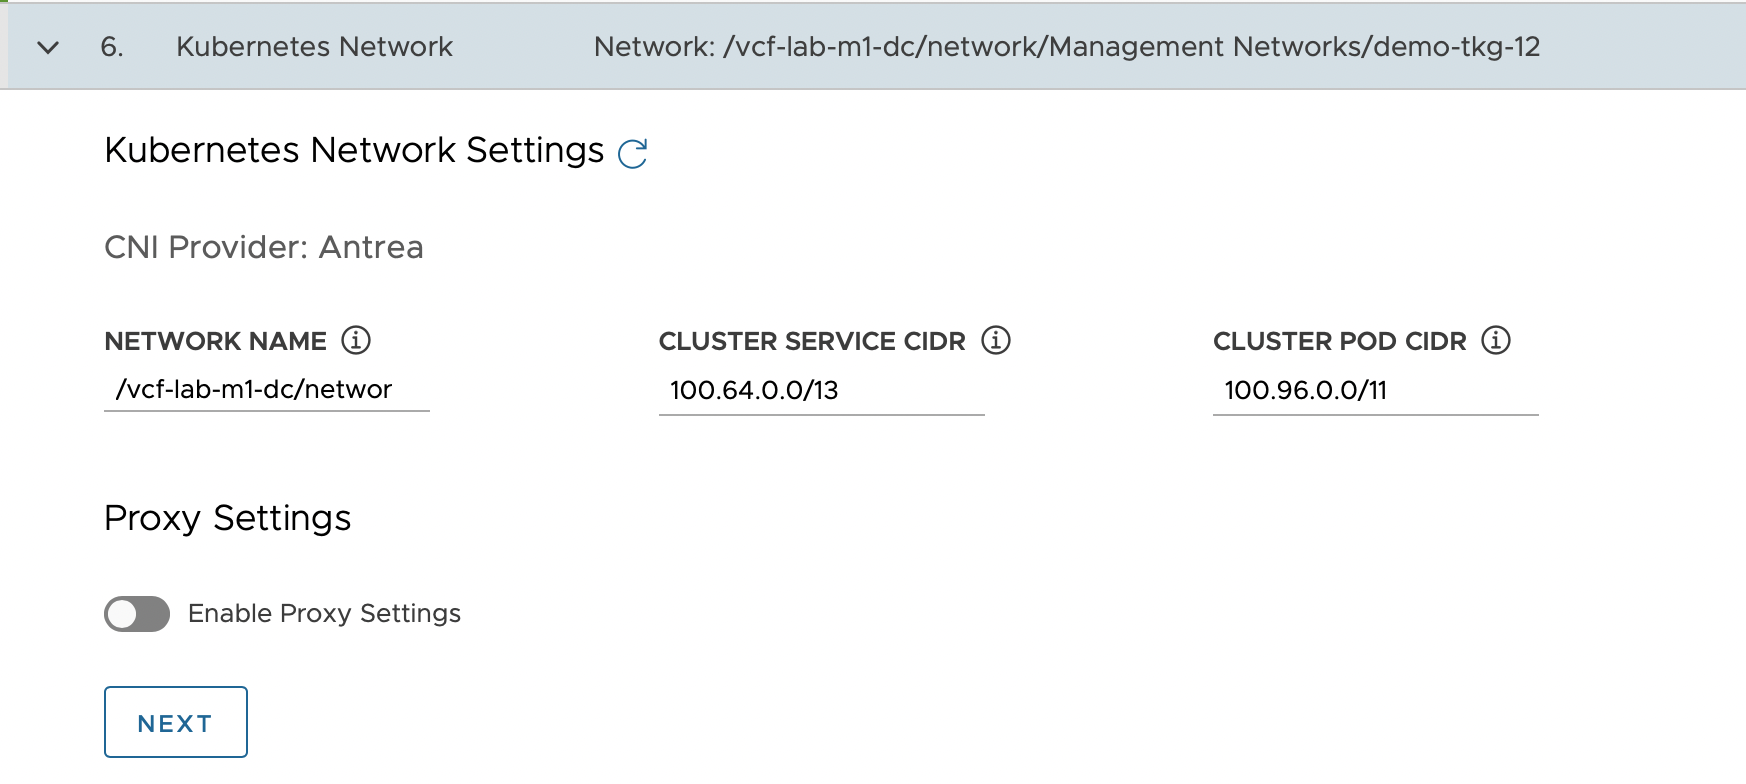 6. Kubernetes Network Network: /vcf-lab-m1-dc/network/Management Networks/demo-tkg-12
Kubernetes Network Settings
CNI Provider: Antrea
NETWORK NAME CLUSTER SERVICE CIDR CLUSTER POD CIDR
/vcf-lab-m1-dc/networ 100.64.0.0/13 100.96.0.0/11
Proxy Settings
Enable Proxy Settings
NEXT